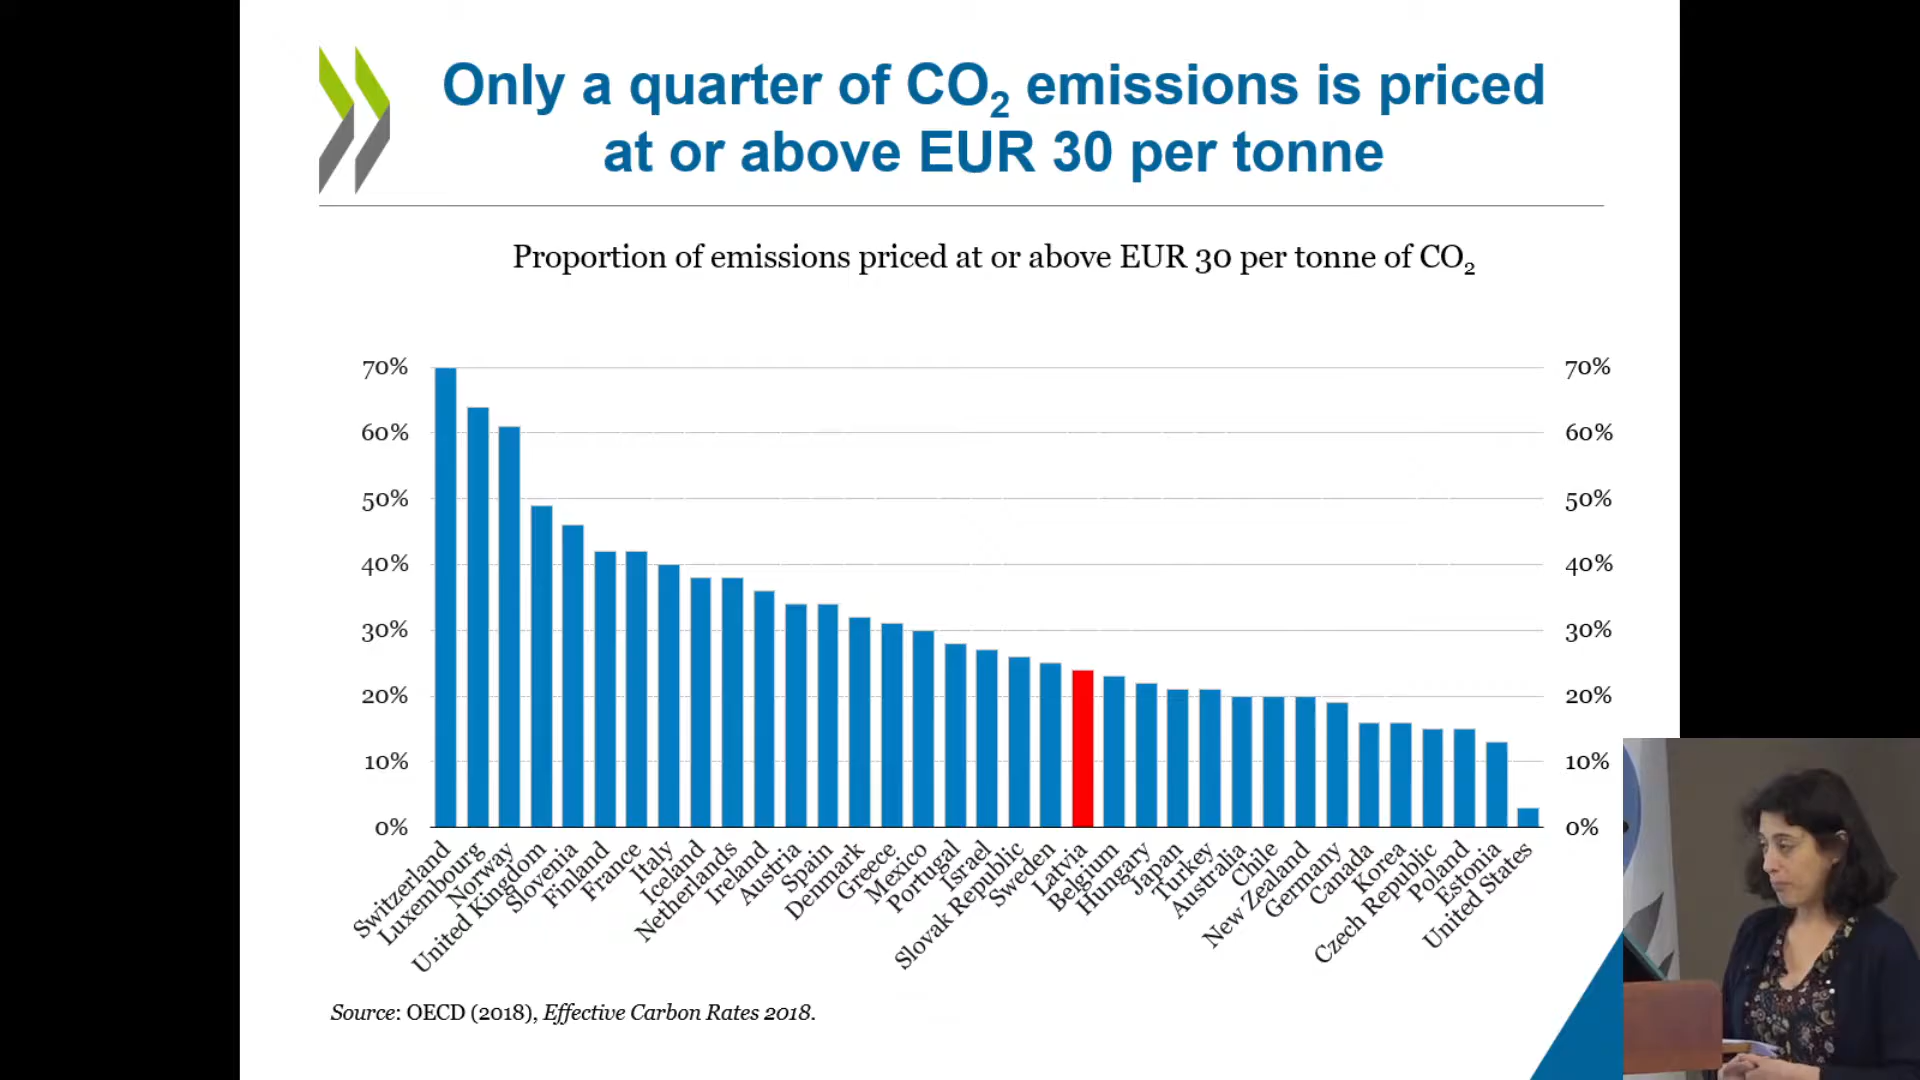 Only a quarter of CO₂ emissions is priced
at or above EUR 30 per tonne
Proportion of emissions priced at or above EUR 30 per tonne of CO₂
70% 70%
60% 60%
50% 50%
40% 40%
30% 30%
20% 20%
10% 10%
0% 0%
Switzerland
Luxembourg
Norway
United Kingdom
Slovenia
Finland
France
Italy
Iceland
Netherlands
Ireland
Austria
Spain
Denmark
Greece
Mexico
Portugal
Israel
Slovak Republic
Sweden
Latvia
Belgium
Hungary
Japan
Turkey
Australia
Chile
New Zealand
Germany
Canada
Korea
Czech Republic
Poland
Estonia
United States
Source: OECD (2018), Effective Carbon Rates 2018.